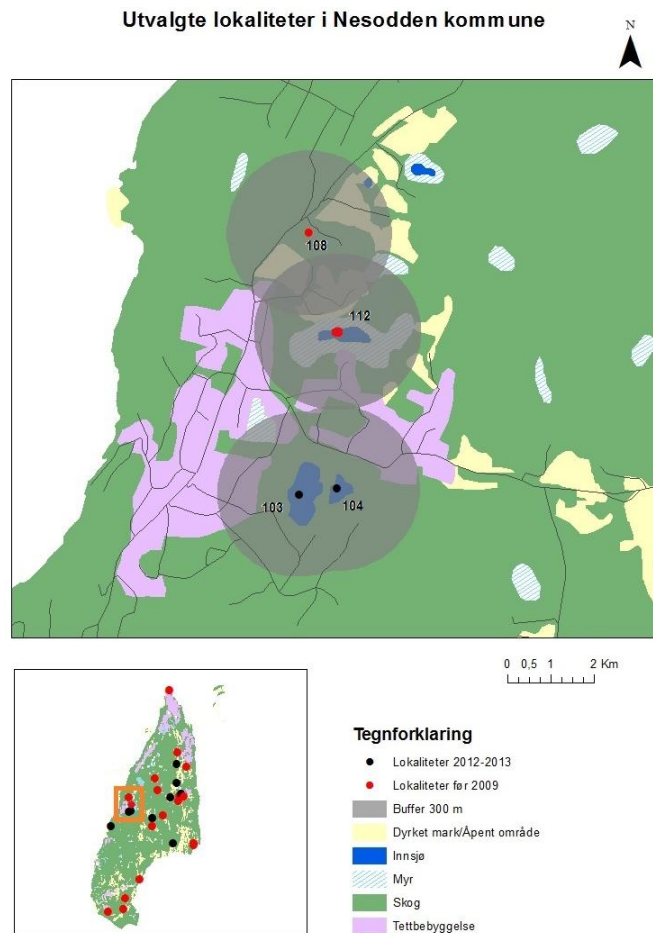 Utvalgte lokaliteter i Nesodden kommune
N
108
112
103
104
0 0,5 1 2 Km
Tegnforklaring
Lokaliteter 2012-2013
Lokaliteter før 2009
Buffer 300 m
Dyrket mark/Åpent område
Innsjø
Myr
Skog
Tettbebyggelse